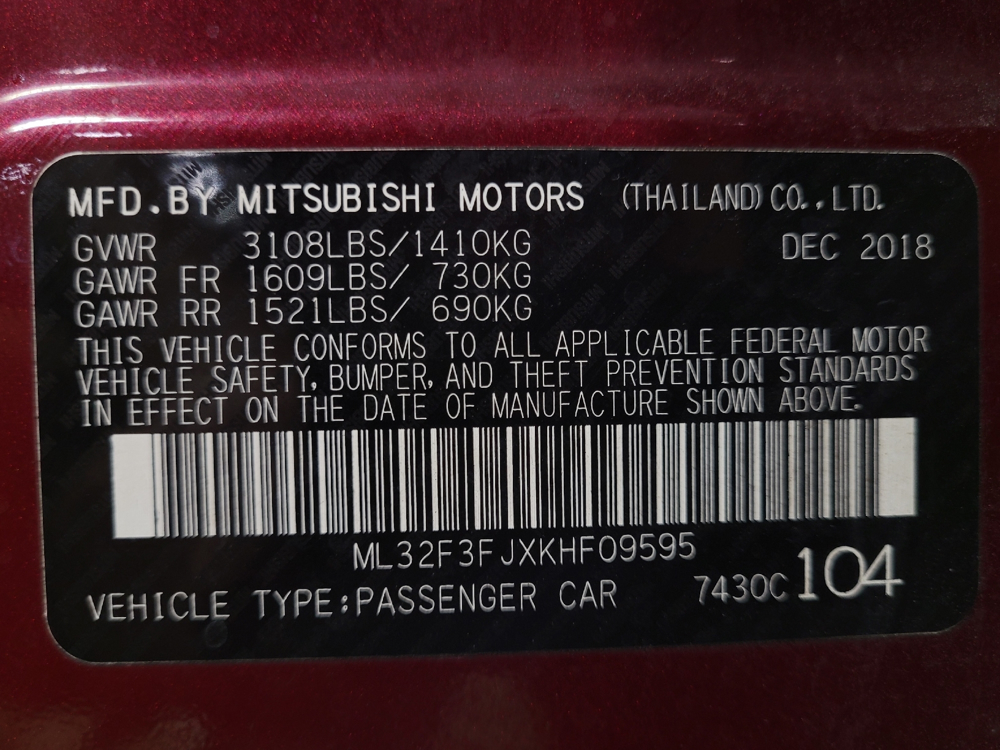 MFD.BY MITSUBISHI MOTORS (THAILAND) CO.,LTD.
GVWR 3108LBS/1410KG DEC 2018
GAWR FR 1609LBS/ 730KG
GAWR RR 1521LBS/ 690KG
THIS VEHICLE CONFORMS TO ALL APPLICABLE FEDERAL MOTOR
VEHICLE SAFETY, BUMPER, AND THEFT PREVENTION STANDARDS
IN EFFECT ON THE DATE OF MANUFACTURE SHOWN ABOVE.
ML32F3FJXKHF09595
VEHICLE TYPE:PASSENGER CAR 7430C 104